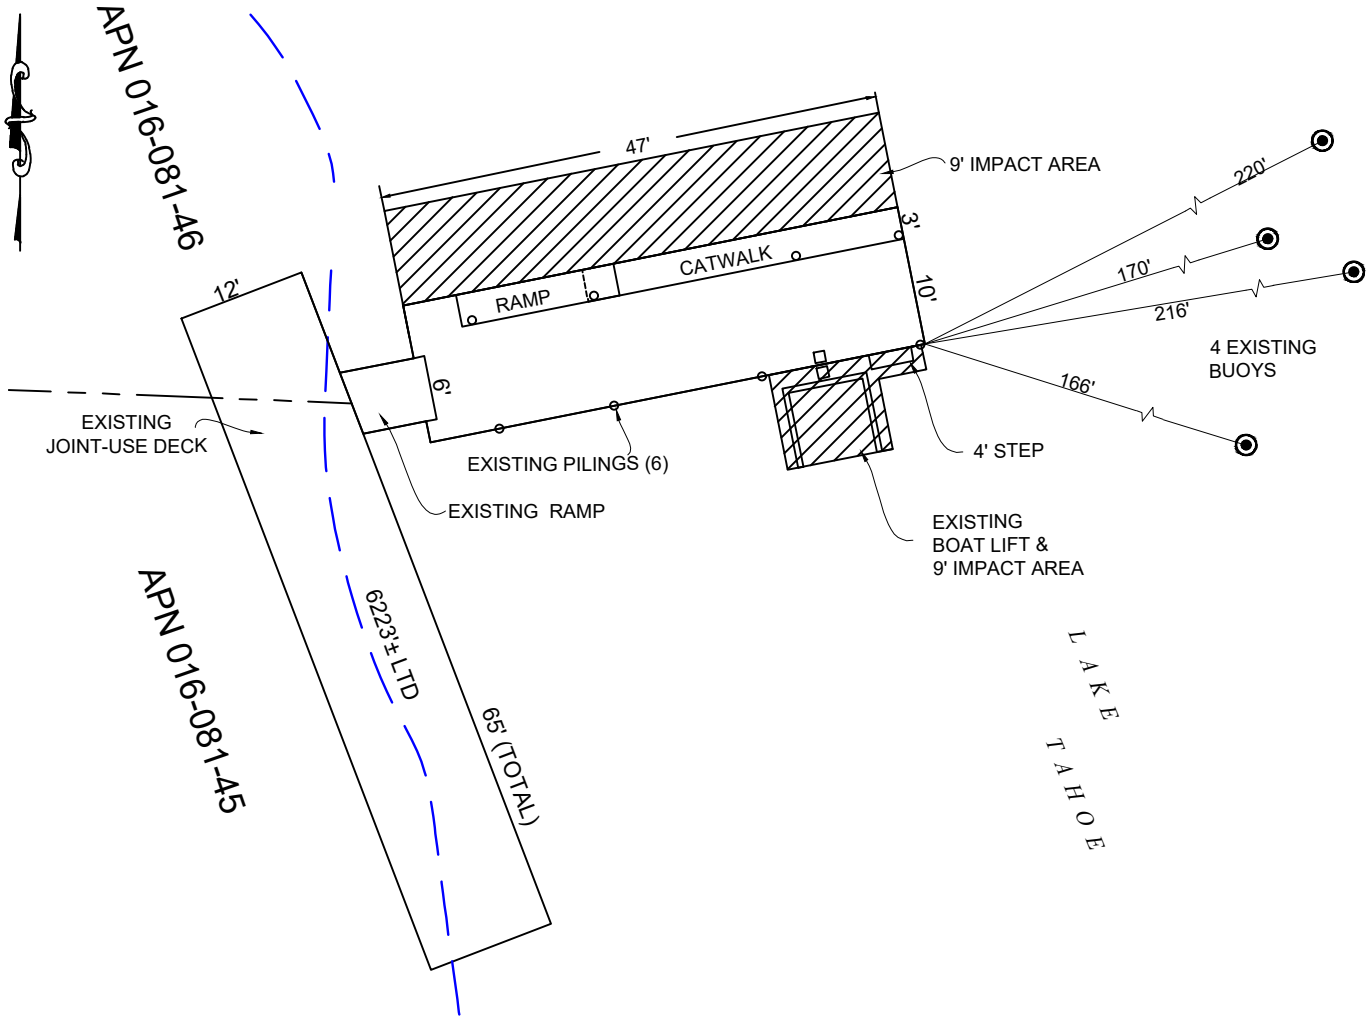 APN 016-081-46
47'
9' IMPACT AREA
220'
3'
CATWALK
170'
12'
RAMP
10'
216'
4 EXISTING
BUOYS
6'
166'
EXISTING
JOINT-USE DECK
EXISTING PILINGS (6)
4' STEP
EXISTING RAMP
EXISTING
BOAT LIFT &
9' IMPACT AREA
APN 016-081-45
6223'± LTD
65' (TOTAL)
LAKE
TAHOE